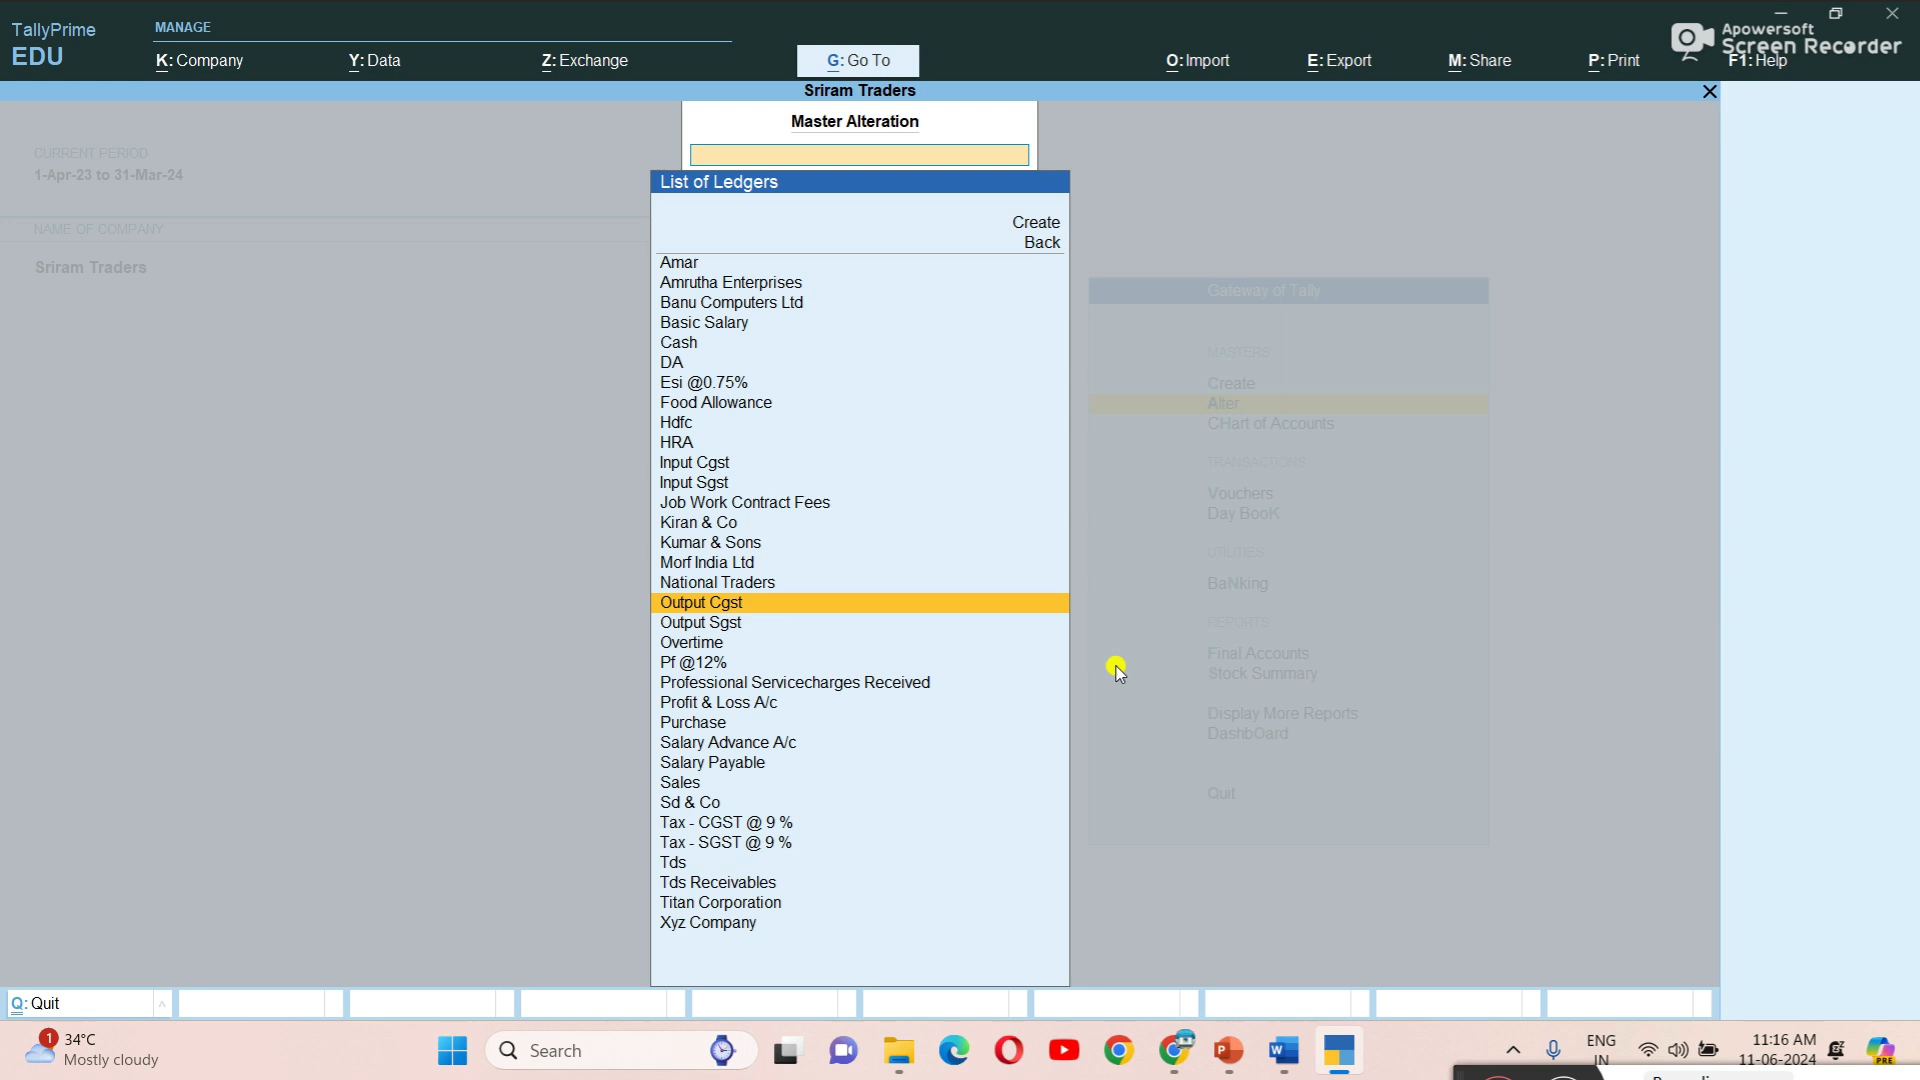 TallyPrime
EDU
MANAGE
K: Company
Y: Data
Z: Exchange
G: Go To
O: Import
E: Export
M: Share
P: Print
F1: Help
Apowersoft
Screen Recorder
Sriram Traders
Master Alteration
CURRENT PERIOD
1-Apr-23 to 31-Mar-24
NAME OF COMPANY
Sriram Traders
List of Ledgers
Create
Back
Amar
Amrutha Enterprises
Banu Computers Ltd
Basic Salary
Cash
DA
Esi @0.75%
Food Allowance
Hdfc
HRA
Input Cgst
Input Sgst
Job Work Contract Fees
Kiran & Co
Kumar & Sons
Morf India Ltd
National Traders
Output Cgst
Output Sgst
Overtime
Pf @12%
Professional Servicecharges Received
Profit & Loss A/c
Purchase
Salary Advance A/c
Salary Payable
Sales
Sd & Co
Tax - CGST @ 9 %
Tax - SGST @ 9 %
Tds
Tds Receivables
Titan Corporation
Xyz Company
Gateway of Tally
MASTERS
Create
Alter
CHart of Accounts
TRANSACTIONS
Vouchers
Day BooK
UTILITIES
BaNking
REPORTS
Final Accounts
Stock Summary
Display More Reports
DashbOard
Quit
Q: Quit
1
34°C
Mostly cloudy
Search
ENG
IN
11:16 AM
11-06-2024
PRE